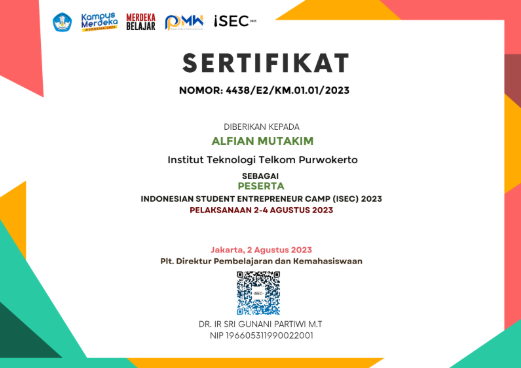 Kampus Merdeka
MERDEKA BELAJAR
PMW
iSEC
SERTIFIKAT
NOMOR: 4438/E2/KM.01.01/2023
DIBERIKAN KEPADA
ALFIAN MUTAKIM
Institut Teknologi Telkom Purwokerto
SEBAGAI
PESERTA
INDONESIAN STUDENT ENTREPRENEUR CAMP (ISEC) 2023
PELAKSANAAN 2-4 AGUSTUS 2023
Jakarta, 2 Agustus 2023
Plt. Direktur Pembelajaran dan Kemahasiswaan
DR. IR SRI GUNANI PARTIWI M.T
NIP 196605311990022001